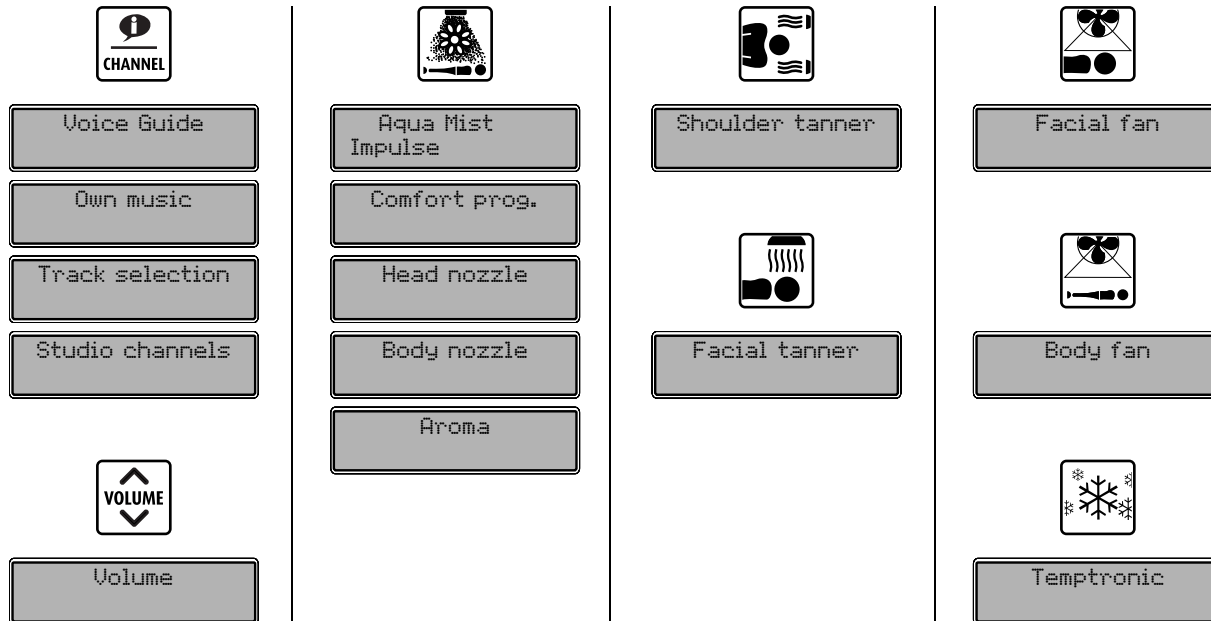 i
CHANNEL
Voice Guide
Own music
Track selection
Studio channels
VOLUME
Volume
Aqua Mist
Impulse
Comfort prog.
Head nozzle
Body nozzle
Aroma
Shoulder tanner
Facial tanner
Facial fan
Body fan
Temptronic